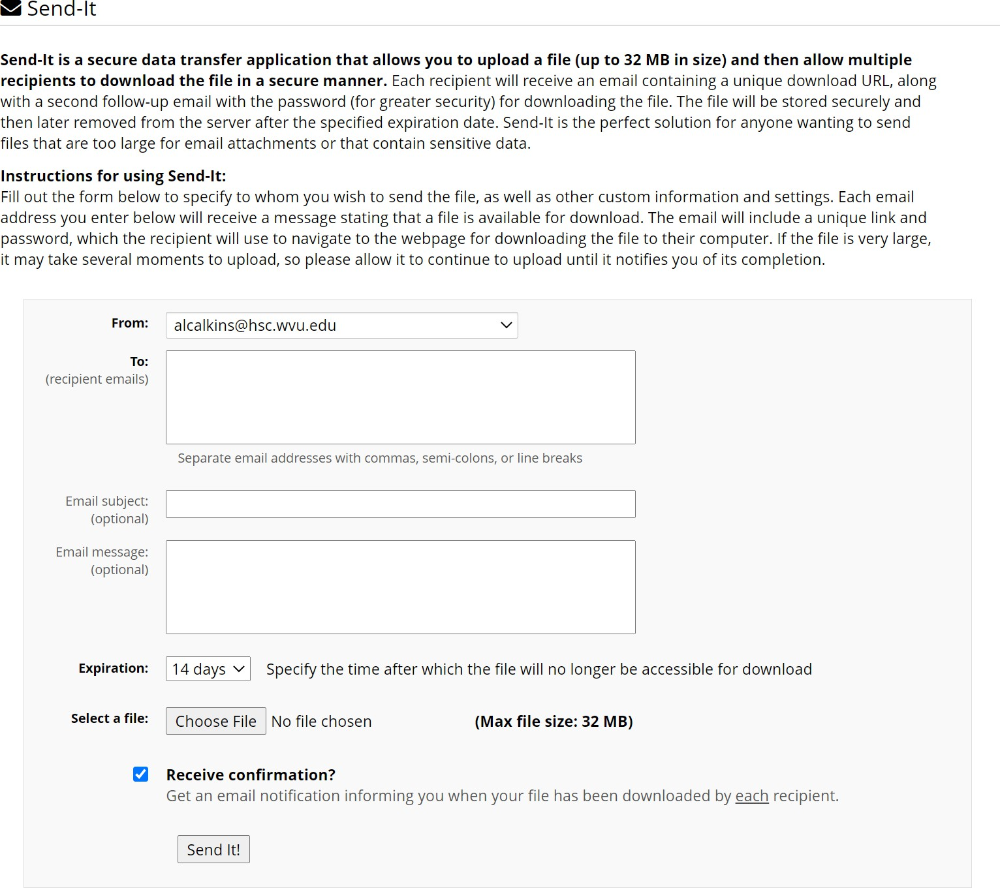 Send-It
Send-It is a secure data transfer application that allows you to upload a file (up to 32 MB in size) and then allow multiple
recipients to download the file in a secure manner. Each recipient will receive an email containing a unique download URL, along
with a second follow-up email with the password (for greater security) for downloading the file. The file will be stored securely and
then later removed from the server after the specified expiration date. Send-It is the perfect solution for anyone wanting to send
files that are too large for email attachments or that contain sensitive data.
Instructions for using Send-It:
Fill out the form below to specify to whom you wish to send the file, as well as other custom information and settings. Each email
address you enter below will receive a message stating that a file is available for download. The email will include a unique link and
password, which the recipient will use to navigate to the webpage for downloading the file to their computer. If the file is very large,
it may take several moments to upload, so please allow it to continue to upload until it notifies you of its completion.
From: alcalkins@hsc.wvu.edu
To:
(recipient emails)
Separate email addresses with commas, semi-colons, or line breaks
Email subject:
(optional)
Email message:
(optional)
Expiration: 14 days Specify the time after which the file will no longer be accessible for download
Select a file: Choose File No file chosen (Max file size: 32 MB)
Receive confirmation?
Get an email notification informing you when your file has been downloaded by each recipient.
Send It!